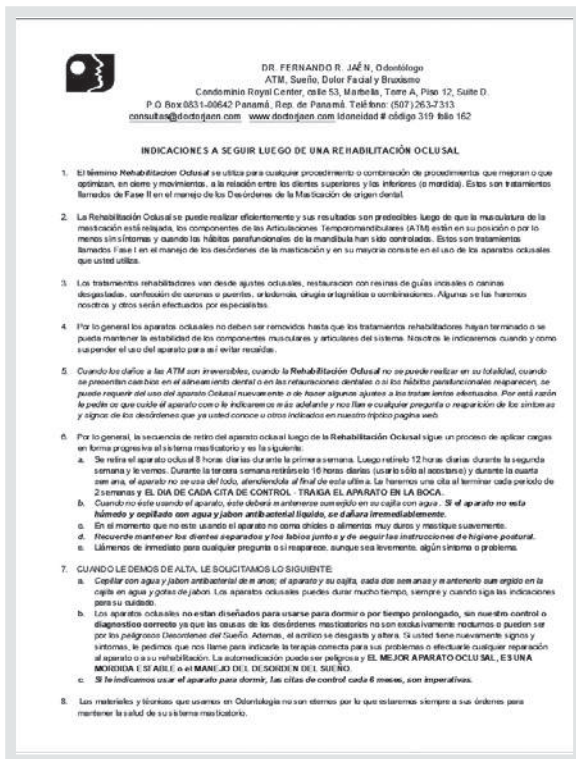 DR. FERNANDO R. JAÉN, Odontólogo
ATM, Sueño, Dolor Facial y Bruxismo
Condominio Royal Center, calle 53, Marbella, Torre A, Piso 12, Suite D.
P.O. Box 0831-00642 Panamá, Rep. de Panamá. Teléfono: (507) 263-7313
consultas@doctorjaen.com www.doctorjaen.com Idoneidad # código 319 folio 162
INDICACIONES A SEGUIR LUEGO DE UNA REHABILITACIÓN OCLUSAL
1. El término Rehabilitacion Oclusal se utiliza para cualquier procedimiento o combinación de procedimientos que mejoran o que
optimizan, en cierre y movimientos, a la relación entre los dientes superiores y los inferiores (o mordida). Estos son tratamientos
llamados de Fase II en el manejo de los Desórdenes de la Masticación de origen dental.
2. La Rehabilitación Oclusal se puede realizar eficientemente y sus resultados son predecibles luego de que la musculatura de la
masticación está relajada, los componentes de las Articulaciones Temporomandibulares (ATM) están en su posición o por lo
menos sin síntomas y cuando los hábitos parafuncionales de la mandíbula han sido controlados. Estos son tratamientos
llamados Fase I en el manejo de los desórdenes de la masticación y en su mayoría consiste en el uso de los aparatos oclusales
que usted utiliza.
3. Los tratamientos rehabilitadores van desde ajustes oclusales, restauracion con resinas de guías incisales o caninas
desgastadas, confección de coronas o puentes, ortodoncia, cirugía ortognática o combinaciones. Algunos se los haremos
nosotros y otros serán efectuados por especialistas.
4. Por lo general los aparatos oclusales no deben ser removidos hasta que los tratamientos rehabilitadores hayan terminado o se
pueda mantener la estabilidad de los componentes musculares y articulares del sistema. Nosotros le indicaremos cuando y como
suspender el uso del aparato para así evitar recaídas.
5. Cuando los daños a las ATM son irreversibles, cuando la Rehabilitación Oclusal no se puede realizar en su totalidad, cuando
se presentan cambios en el alineamiento dental o en las retauraciones dentales o si los hábitos parafuncionales reaparecen, se
puede requerir del uso del aparato Oclusal nuevamente o de hacer algunos ajustes a los tratamientos efectuados. Por está razón
le pedimos que cuide el aparato como le indicaremos más adelante y nos llame cualquier pregunta o reaparición de los síntomas
y signos de los desórdenes que ya usted conoce u otros indicados en nuestro tríptico pagina web.
6. Por lo general, la secuencia de retiro del aparato oclusal luego de la Rehabilitación Oclusal sigue un proceso de aplicar cargas
en forma progresiva al sistema masticatorio y es la siguiente:
a. Se retira el aparato oclusal 8 horas diarias durante la primera semana. Luego retírelo 12 horas diarias durante la segunda
semana y le vemos. Durante la tercera semana retírenselo 16 horas diarias (usarlo sólo al acostarse) y durante la cuarta
semana, el aparato no se usa todo el día, atendiéndola al final de esta ultima. Le haremos una cita al terminar cada periodo de
2 semanas y EL DIA DE CADA CITA DE CONTROL - TRAIGA EL APARATO EN LA BOCA.
b. Cuando no éste usando el aparato, éste deberá mantenerse sumergido en su cajita con agua. Si el aparato no esta
húmedo y cepillado con agua y jabon antibacterial líquido, se dañara irremediablemente.
c. En el momento que no este usando el aparato no coma chicles o alimentos muy duros y mastique suavemente.
d. Recuerde mantener los dientes separados y los labios juntos y de seguir las instrucciones de higiene postural.
e. Llámenos de inmediato para cualquier pregunta o si reaparece, aunque sea levemente, algún síntoma o problema.
7. CUANDO LE DEMOS DE ALTA, LE SOLICITAMOS LO SIGUIENTE:
a. Cepillar con agua y jabon antibacterial de manos; el aparato y su cajita, cada dos semanas y mantenerlo sumergido en la
cajita en agua y gotas de jabon. Los aparatos oclusales puedes durar mucho tiempo, siempre y cuando siga las indicaciones
para su cuidado.
b. Los aparatos oclusales no estan diseñados para usarse para dormir o por tiempo prolongado, sin nuestro control o
diagnostico correcto ya que las causas de los desórdenes masticatorios no son exclusivamente nocturnos o pueden ser
por los peligrosos Desordenes del Sueño. Ademas, el acrílico se desgasta y altera. Si usted tiene nuevamente signos y
síntomas, le pedimos que nos llame para indicarle la terapia correcta para sus problemas o efectuarle cualquier reparación
al aparato o a su rehabilitación. La automedicación puede ser peligrosa y EL MEJOR APARATO OCLUSAL, ES UNA
MORDIDA ESTABLE o el MANEJO DEL DESORDEN DEL SUEÑO.
c. Si le indicamos usar el aparato para dormir, las citas de control cada 6 meses, son imperativas.
8. Los materiales y técnicas que usamos en Odontología no son eternos por lo que estaremos siempre a sus órdenes para
mantener la salud de su sistema masticatorio.